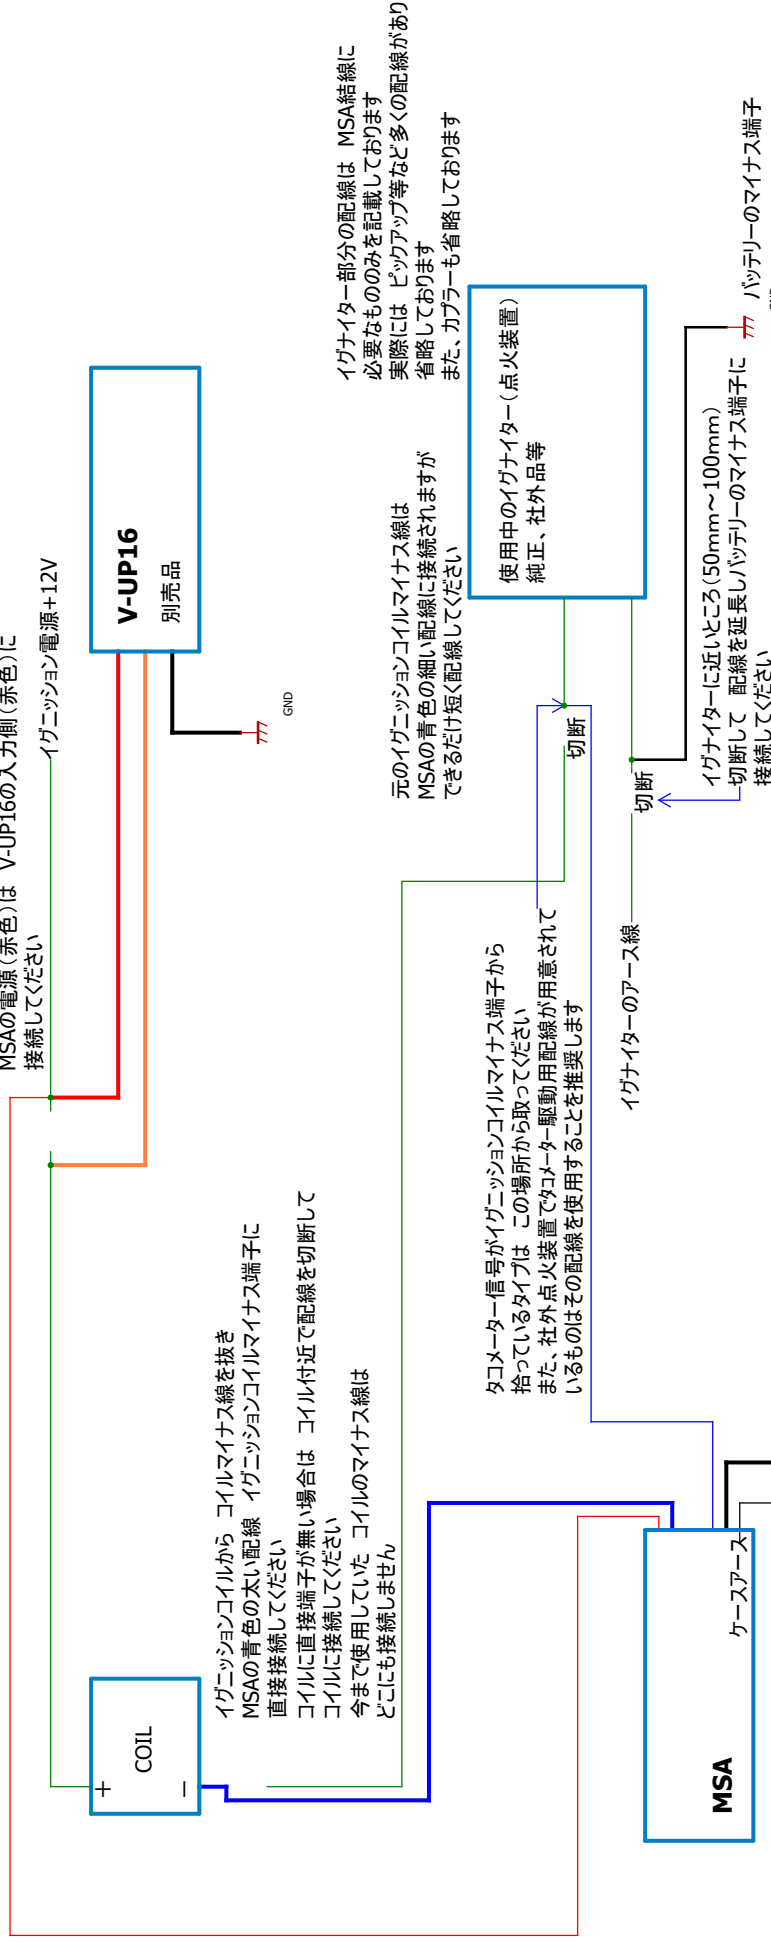 MSAの電源(赤色)は V-UP16の入力側(赤色)に
接続してください
イグニッション電源+12V
V-UP16
別売品
GND
COIL
+
−
イグニッションコイルから コイルマイナス線を抜き
MSAの青色の太い配線 イグニッションコイルマイナス端子に
直接接続してください
コイルに直接端子が無い場合は コイル付近で配線を切断して
コイルに接続してください
今まで使用していた コイルのマイナス線は
どこにも接続しません
イグナイター部分の配線は MSA結線に
必要なもののみを記載しております
実際には ピックアップ等など多くの配線があり
省略しております
また、カプラーも省略しております
元のイグニッションコイルマイナス線は
MSAの青色の細い配線に接続されますが
できるだけ短く配線してください
使用中のイグナイター(点火装置)
純正、社外品等
切断
タコメーター信号がイグニッションコイルマイナス端子から
拾っているタイプは この場所から取ってください
また、社外点火装置でタコメーター駆動用配線が用意されて
いるものはその配線を使用することを推奨します
切断
イグナイターのアース線
イグナイターに近いところ(50mm～100mm)
切断して 配線を延長しバッテリーのマイナス端子に
接続してください
バッテリーのマイナス端子
MSA
ケースアース